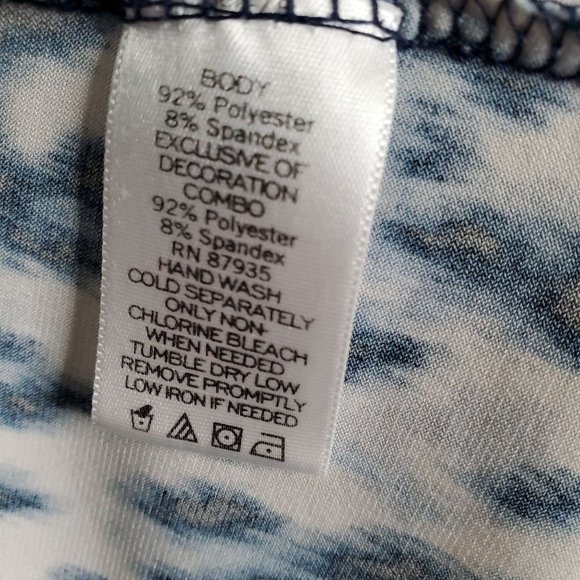 BODY
92% Polyester
8% Spandex
EXCLUSIVE OF
DECORATION
COMBO
92% Polyester
8% Spandex
RN 87935
HAND WASH
COLD SEPARATELY
ONLY NON-
CHLORINE BLEACH
WHEN NEEDED
TUMBLE DRY LOW
REMOVE PROMPTLY
LOW IRON IF NEEDED